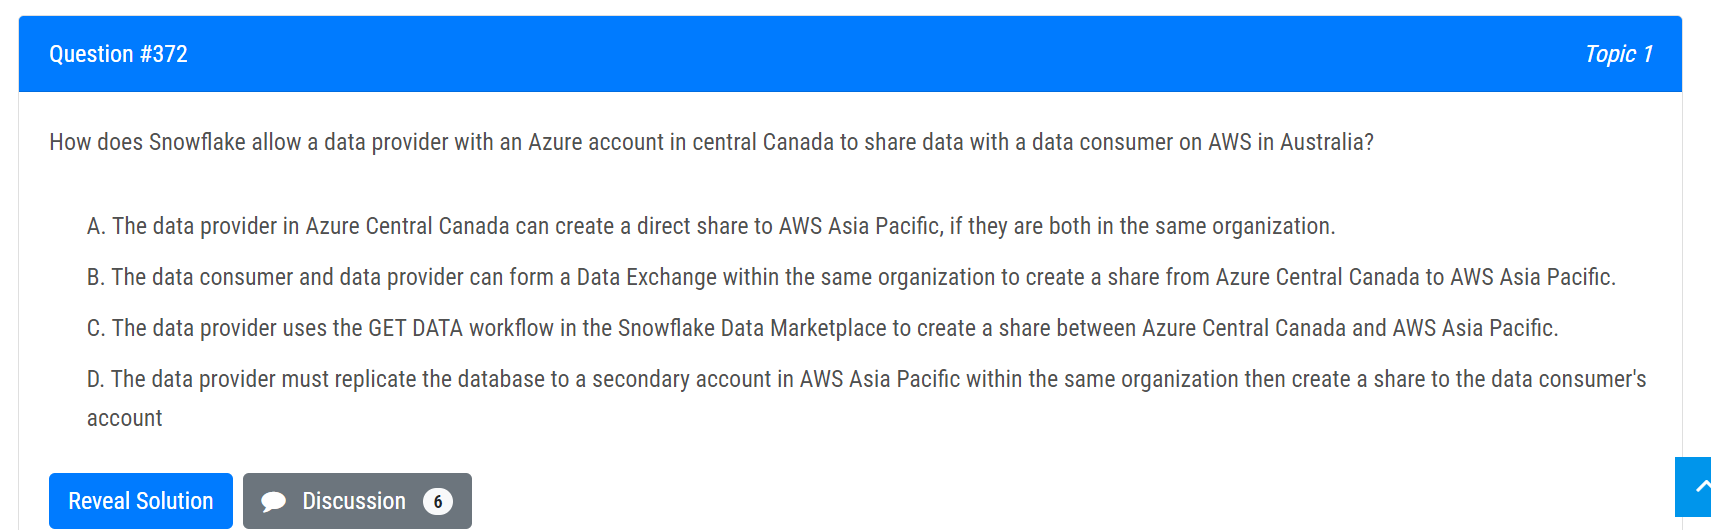 Question #372
Topic 1
How does Snowflake allow a data provider with an Azure account in central Canada to share data with a data consumer on AWS in Australia?
A. The data provider in Azure Central Canada can create a direct share to AWS Asia Pacific, if they are both in the same organization.
B. The data consumer and data provider can form a Data Exchange within the same organization to create a share from Azure Central Canada to AWS Asia Pacific.
C. The data provider uses the GET DATA workflow in the Snowflake Data Marketplace to create a share between Azure Central Canada and AWS Asia Pacific.
D. The data provider must replicate the database to a secondary account in AWS Asia Pacific within the same organization then create a share to the data consumer's
account
Reveal Solution
Discussion 6